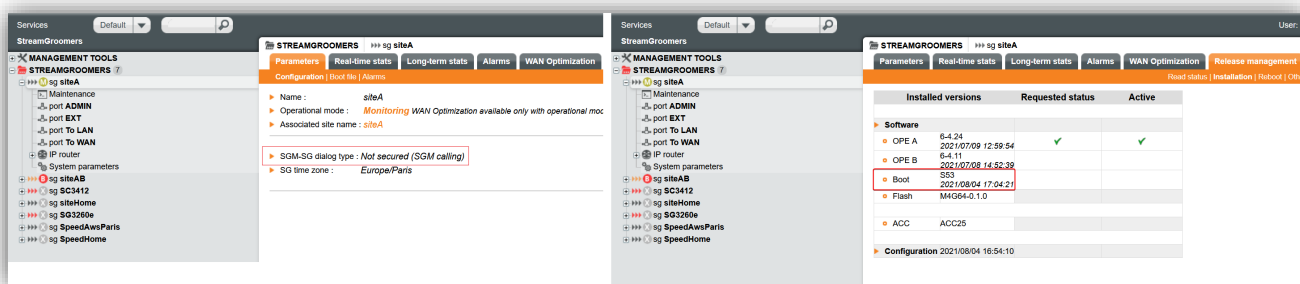 Services Default
StreamGroomers
MANAGEMENT TOOLS
STREAMGROOMERS 7
M sg siteA
Maintenance
port ADMIN
port EXT
port To LAN
port To WAN
IP router
System parameters
B sg siteAB
sg SC3412
sg siteHome
sg SG3260e
sg SpeedAwsParis
sg SpeedHome
STREAMGROOMERS sg siteA
Parameters Real-time stats Long-term stats Alarms WAN Optimization
Configuration | Boot file | Alarms
Name : siteA
Operational mode : Monitoring WAN Optimization available only with operational mod
Associated site name : siteA
SGM-SG dialog type : Not secured (SGM calling)
SG time zone : Europe/Paris
Services Default
User:
StreamGroomers
MANAGEMENT TOOLS
STREAMGROOMERS 7
M sg siteA
Maintenance
port ADMIN
port EXT
port To LAN
port To WAN
IP router
System parameters
B sg siteAB
sg SC3412
sg siteHome
sg SG3260e
sg SpeedAwsParis
sg SpeedHome
STREAMGROOMERS sg siteA
Parameters Real-time stats Long-term stats Alarms WAN Optimization Release management
Read status | Installation | Reboot | Oth
Installed versions Requested status Active
Software
OPE A 6-4.24
2021/07/09 12:59:54
OPE B 6-4.11
2021/07/08 14:52:39
Boot S53
2021/08/04 17:04:21
Flash M4G64-0.1.0
ACC ACC25
Configuration 2021/08/04 16:54:10